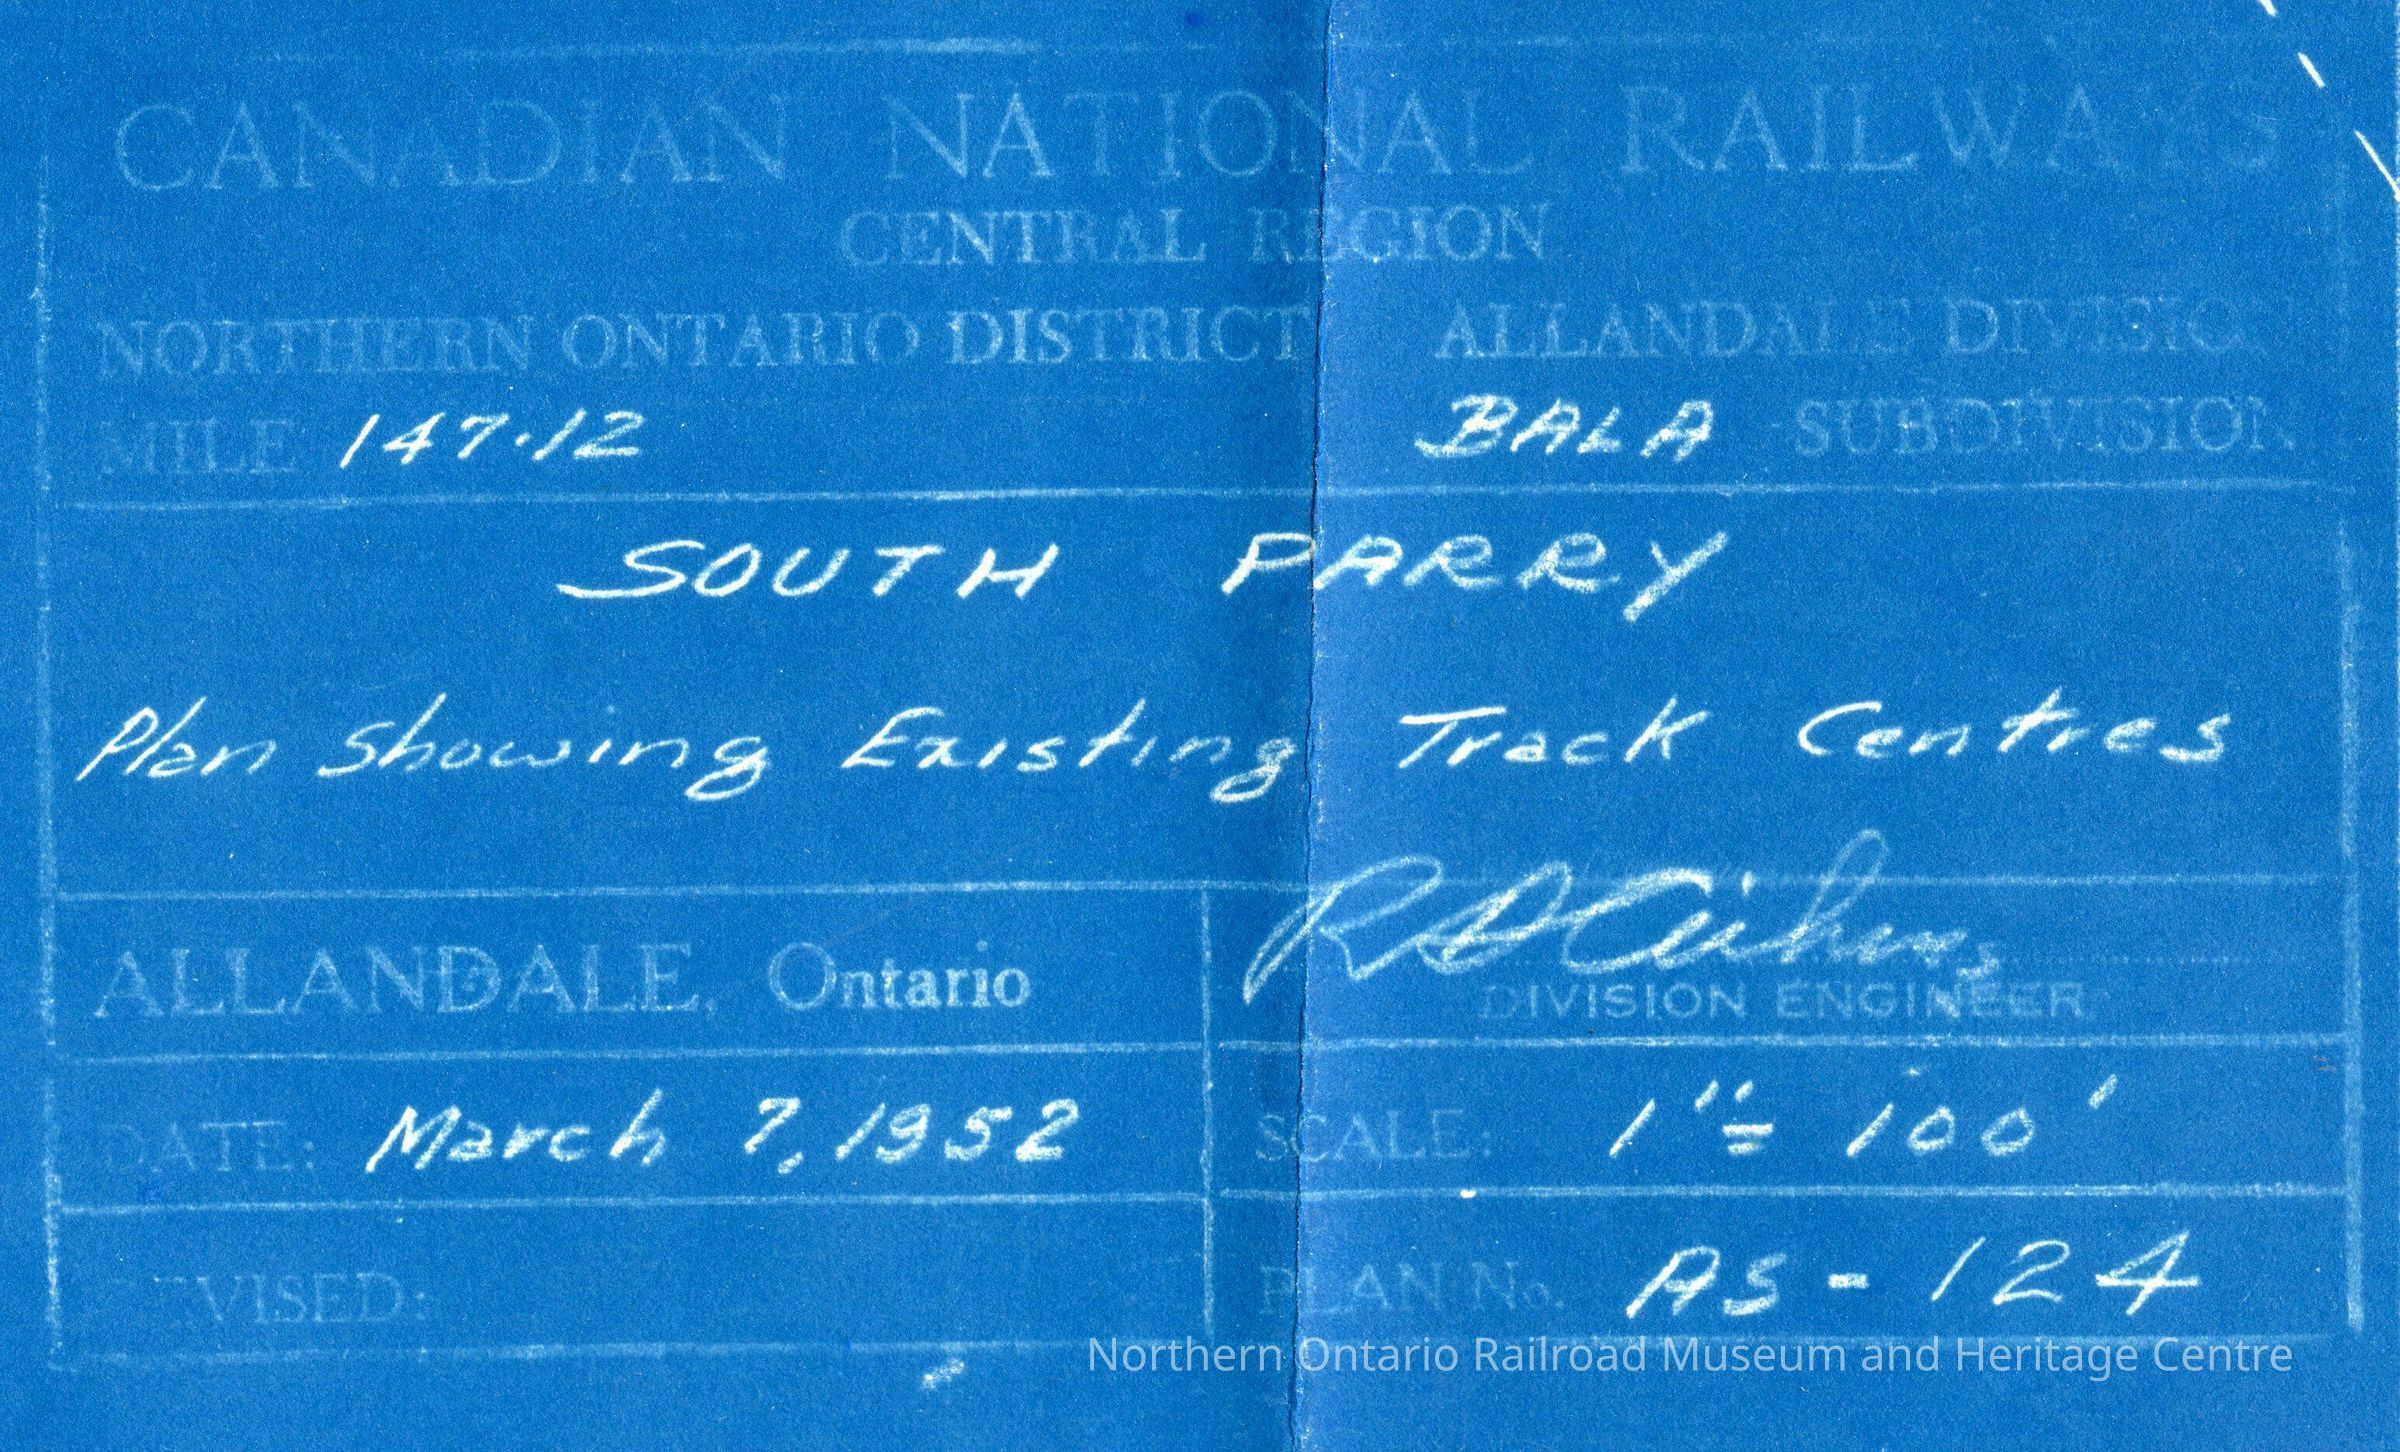 CANADIAN NATIONAL RAILWAYS
CENTRAL REGION
NORTHERN ONTARIO DISTRICT ALLANDALE DIVISION
MILE 147.12 BALA SUBDIVISION
SOUTH PARRY
Plan Showing Existing Track Centres
ALLANDALE, Ontario
DIVISION ENGINEER
DATE: March 7, 1952 SCALE: 1"= 100'
REVISED: PLAN No. AS - 124
Northern Ontario Railroad Museum and Heritage Centre